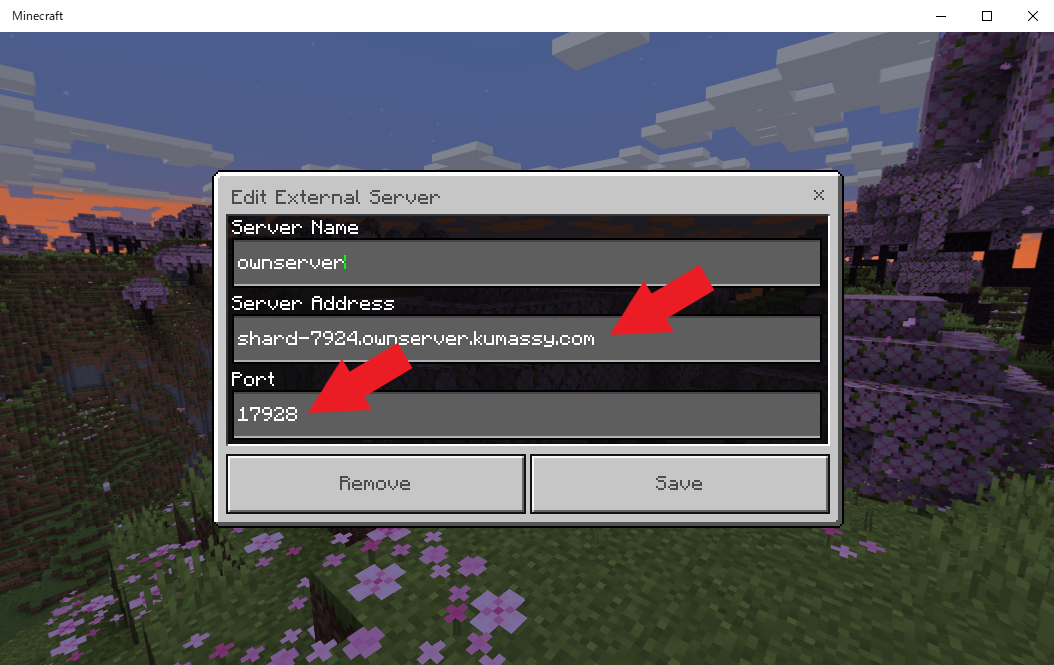 Minecraft
Edit External Server
Server Name
ownserver
Server Address
shard-7924.ownserver.kumassy.com
Port
17928
Remove
Save